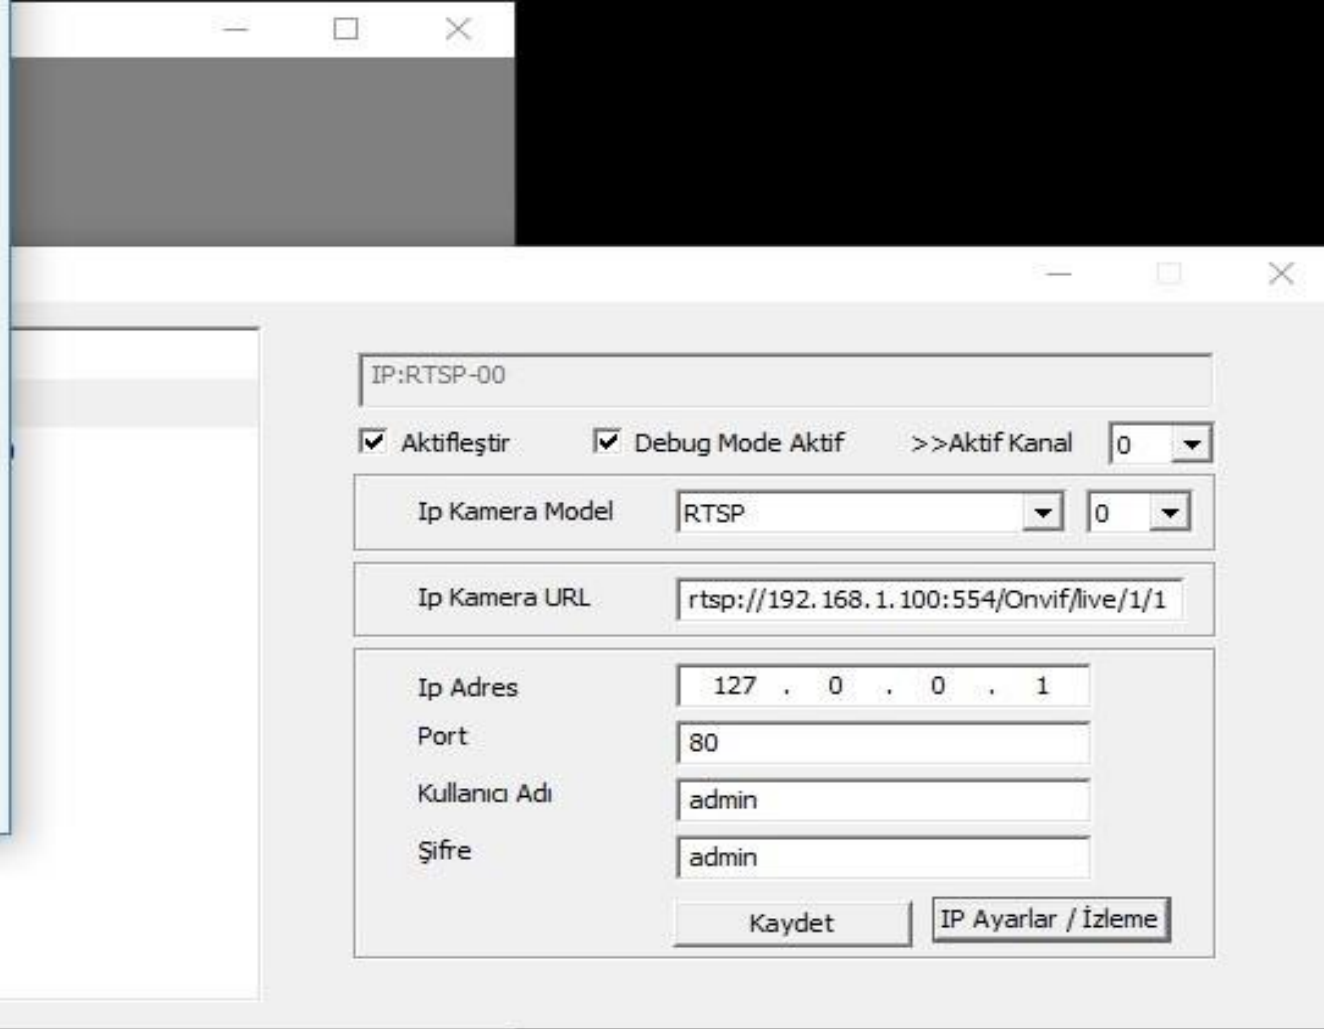 IP:RTSP-00
Aktifleştir Debug Mode Aktif >>Aktif Kanal 0
Ip Kamera Model RTSP 0
Ip Kamera URL rtsp://192.168.1.100:554/Onvif/live/1/1
Ip Adres 127 . 0 . 0 . 1
Port 80
Kullanıcı Adı admin
Şifre admin
Kaydet IP Ayarlar / İzleme